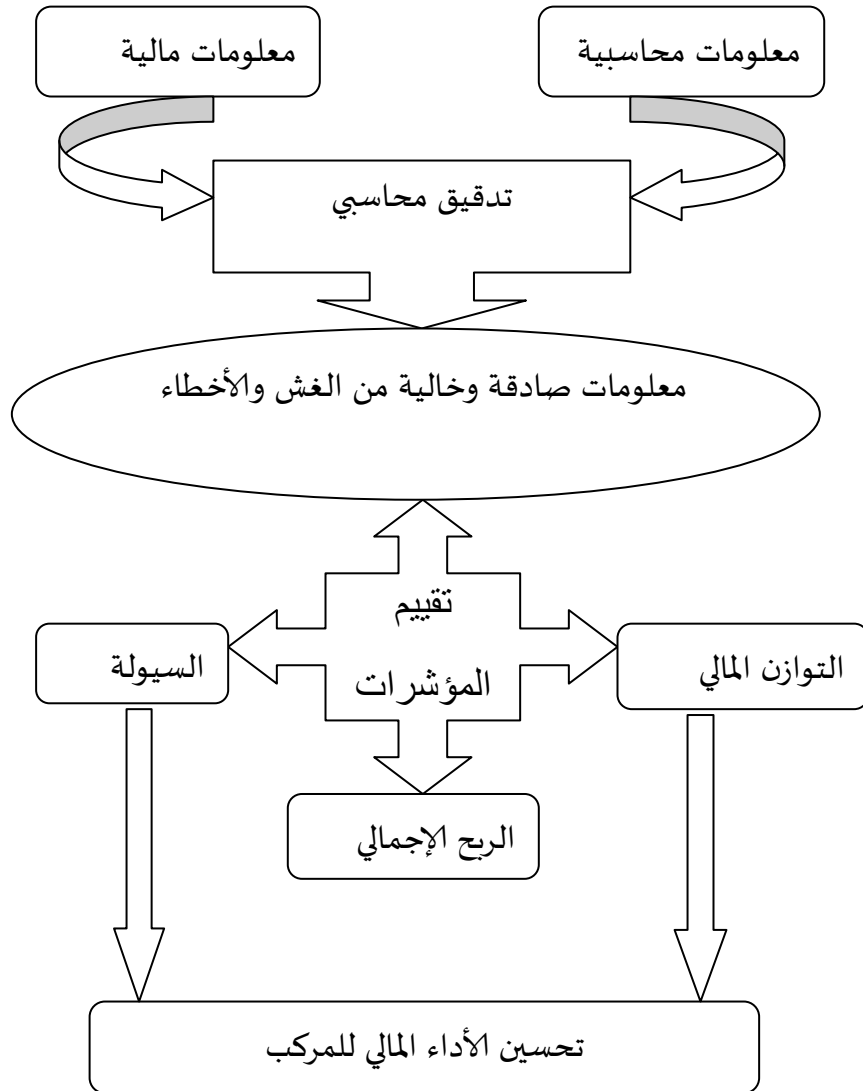 معلومات محاسبية
معلومات مالية
تدقيق محاسبي
معلومات صادقة وخالية من الغش والأخطاء
تقييم
المؤشرات
التوازن المالي
السيولة
الربح الإجمالي
تحسين الأداء المالي للمركب